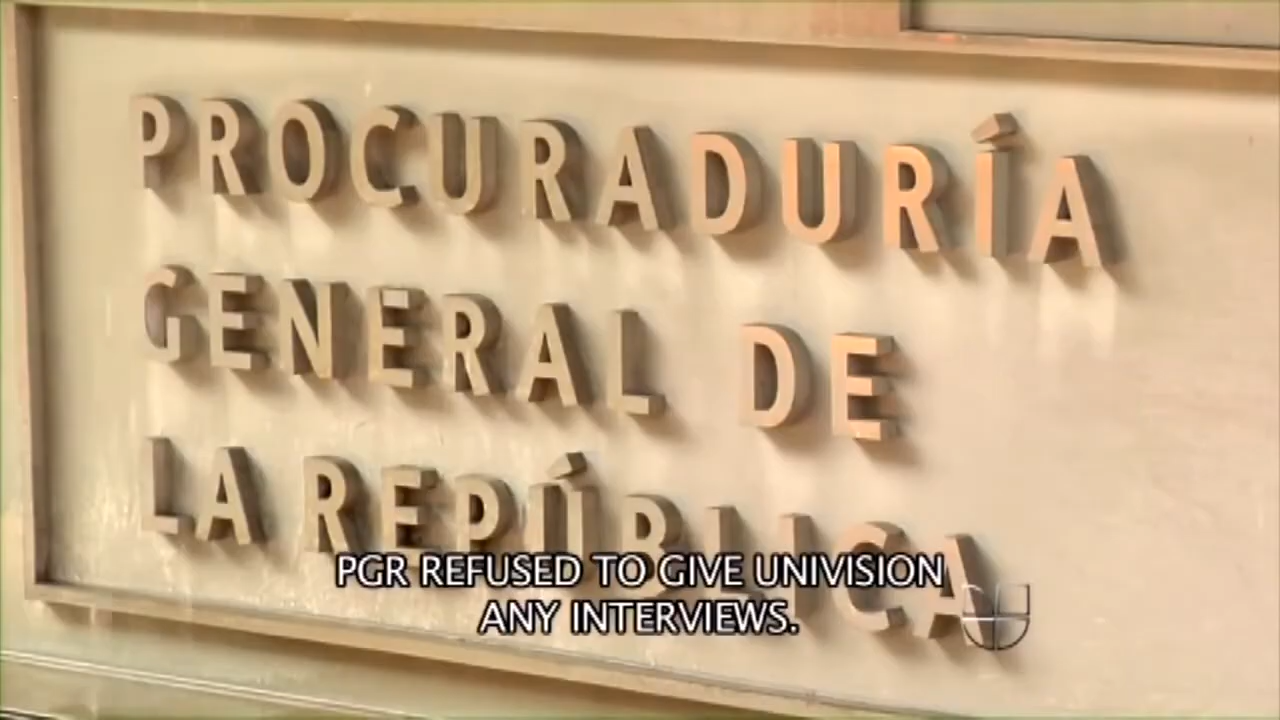 PROCURADURÍA
GENERAL DE
LA REPÚBLICA
PGR REFUSED TO GIVE UNIVISION
ANY INTERVIEWS.